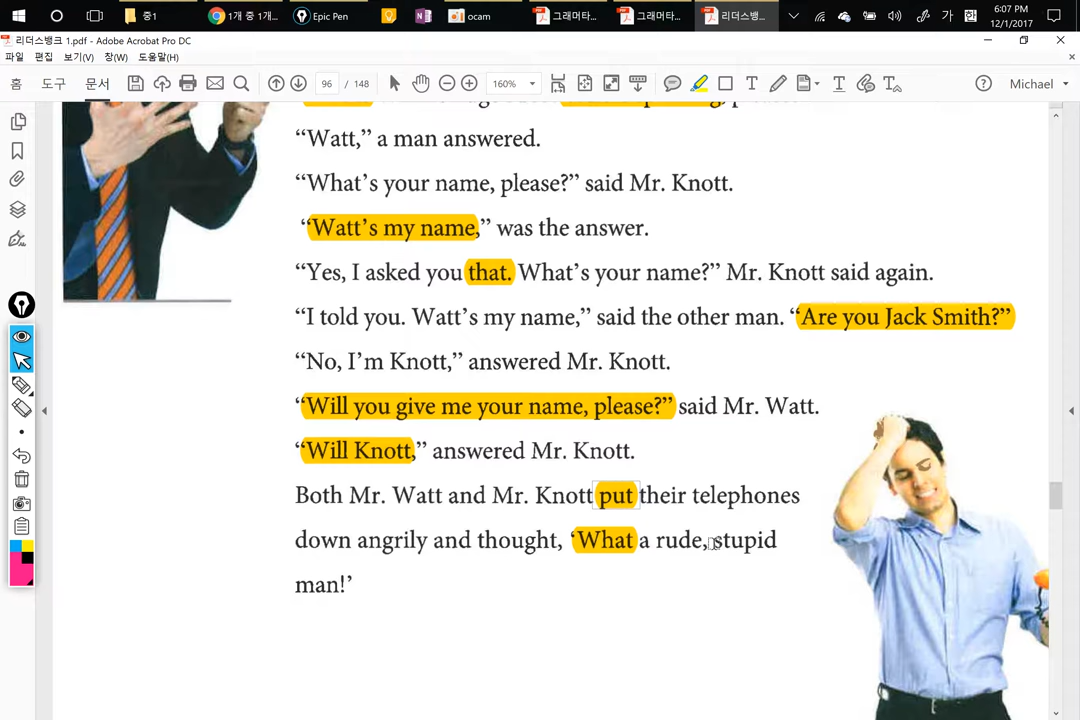 중1
1개 중 1개...
Epic Pen
ocam
그래머타...
그래머타...
리더스뱅...
가
한
6:07 PM
12/1/2017
리더스뱅크 1.pdf - Adobe Acrobat Pro DC
파일 편집 보기(V) 창(W) 도움말(H)
홈 도구 문서 96 / 148 160% Michael
“Watt,” a man answered.
“What’s your name, please?” said Mr. Knott.
“Watt’s my name,” was the answer.
“Yes, I asked you that. What’s your name?” Mr. Knott said again.
“I told you. Watt’s my name,” said the other man. “Are you Jack Smith?”
“No, I’m Knott,” answered Mr. Knott.
“Will you give me your name, please?” said Mr. Watt.
“Will Knott,” answered Mr. Knott.
Both Mr. Watt and Mr. Knott put their telephones
down angrily and thought, ‘What a rude, stupid
man!’